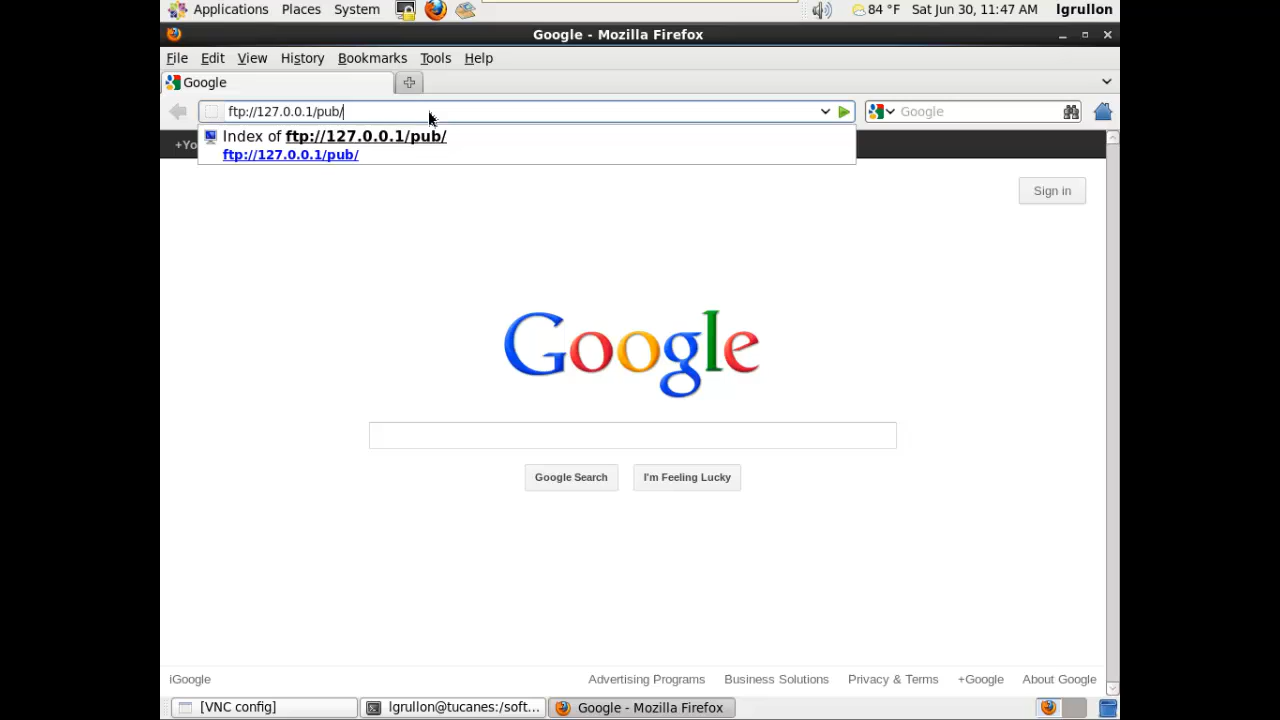 Applications Places System 84 °F Sat Jun 30, 11:47 AM lgrullon
Google - Mozilla Firefox
File Edit View History Bookmarks Tools Help
Google
ftp://127.0.0.1/pub/ Google
Index of ftp://127.0.0.1/pub/
ftp://127.0.0.1/pub/
+Yo
Sign in
Google
Google Search I'm Feeling Lucky
iGoogle Advertising Programs Business Solutions Privacy & Terms +Google About Google
[VNC config] lgrullon@tucanes:/soft... Google - Mozilla Firefox